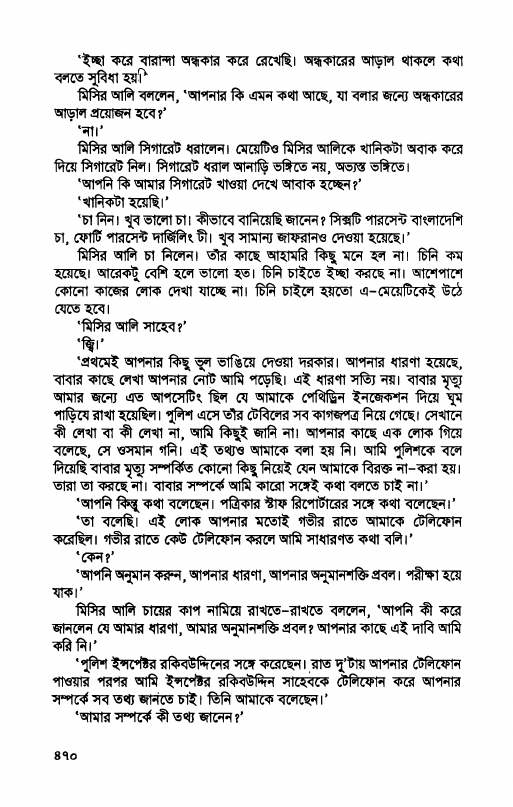 ‘ইচ্ছা করে বারান্দা অন্ধকার করে রেখেছি। অন্ধকারের আড়াল থাকলে কথা
বলতে সুবিধা হয়।’
মিসির আলি বললেন, ‘আপনার কি এমন কথা আছে, যা বলার জন্যে অন্ধকারের
আড়াল প্রয়োজন হবে?’
‘না।’
মিসির আলি সিগারেট ধরালেন। মেয়েটিও মিসির আলিকে খানিকটা অবাক করে
দিয়ে সিগারেট নিল। সিগারেট ধরাল আনাড়ি ভঙ্গিতে নয়, অভ্যস্ত ভঙ্গিতে।
‘আপনি কি আমার সিগারেট খাওয়া দেখে আবাক হচ্ছেন?’
‘খানিকটা হয়েছি।’
‘চা নিন। খুব ভালো চা। কীভাবে বানিয়েছি জানেন? সিক্সটি পারসেন্ট বাংলাদেশি
চা, ফোর্টি পারসেন্ট দার্জিলিং টী। খুব সামান্য জাফরানও দেওয়া হয়েছে।’
মিসির আলি চা নিলেন। তাঁর কাছে আহামরি কিছু মনে হল না। চিনি কম
হয়েছে। আরেকটু বেশি হলে ভালো হত। চিনি চাইতে ইচ্ছা করছে না। আশেপাশে
কোনো কাজের লোক দেখা যাচ্ছে না। চিনি চাইলে হয়তো এ-মেয়েটিকেই উঠে
যেতে হবে।
‘মিসির আলি সাহেব?’
‘জ্বি।’
‘প্রথমেই আপনার কিছু ভুল ভাঙিয়ে দেওয়া দরকার। আপনার ধারণা হয়েছে,
বাবার কাছে লেখা আপনার নোট আমি পড়েছি। এই ধারণা সত্যি নয়। বাবার মৃত্যু
আমার জন্যে এত আপসেটিং ছিল যে আমাকে পেথিড্রিন ইনজেকশন দিয়ে ঘুম
পাড়িয়ে রাখা হয়েছিল। পুলিশ এসে তাঁর টেবিলের সব কাগজপত্র নিয়ে গেছে। সেখানে
কী লেখা বা কী লেখা না, আমি কিছুই জানি না। আপনার কাছে এক লোক গিয়ে
বলেছে, সে ওসমান গনি। এই তথ্যও আমাকে বলা হয় নি। আমি পুলিশকে বলে
দিয়েছি বাবার মৃত্যু সম্পর্কিত কোনো কিছু নিয়েই যেন আমাকে বিরক্ত না-করা হয়।
তারা তা করছে না। বাবার সম্পর্কে আমি কারো সঙ্গেই কথা বলতে চাই না।’
‘আপনি কিন্তু কথা বলেছেন। পত্রিকার স্টাফ রিপোর্টারের সঙ্গে কথা বলেছেন।’
‘তা বলেছি। এই লোক আপনার মতোই গভীর রাতে আমাকে টেলিফোন
করেছিল। গভীর রাতে কেউ টেলিফোন করলে আমি সাধারণত কথা বলি।’
‘কেন?’
‘আপনি অনুমান করুন, আপনার ধারণা, আপনার অনুমানশক্তি প্রবল। পরীক্ষা হয়ে
যাক।’
মিসির আলি চায়ের কাপ নামিয়ে রাখতে-রাখতে বললেন, ‘আপনি কী করে
জানলেন যে আমার ধারণা, আমার অনুমানশক্তি প্রবল? আপনার কাছে এই দাবি আমি
করি নি।’
‘পুলিশ ইন্সপেক্টর রকিবউদ্দিনের সঙ্গে করেছেন। রাত দু’টায় আপনার টেলিফোন
পাওয়ার পরপর আমি ইন্সপেক্টর রকিবউদ্দিন সাহেবকে টেলিফোন করে আপনার
সম্পর্কে সব তথ্য জানতে চাই। তিনি আমাকে বলেছেন।’
‘আমার সম্পর্কে কী তথ্য জানেন?’
৪৭০